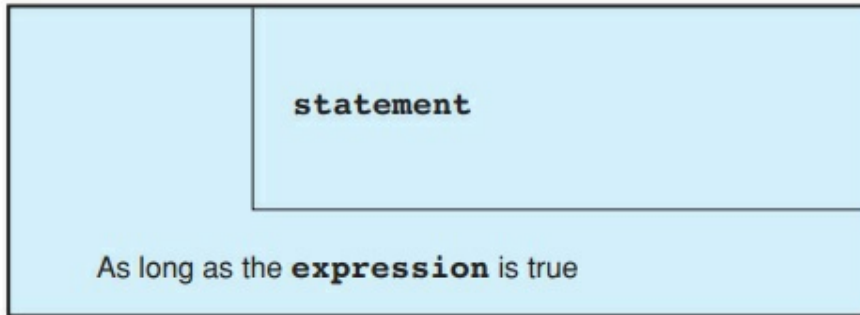 statement
As long as the expression is true